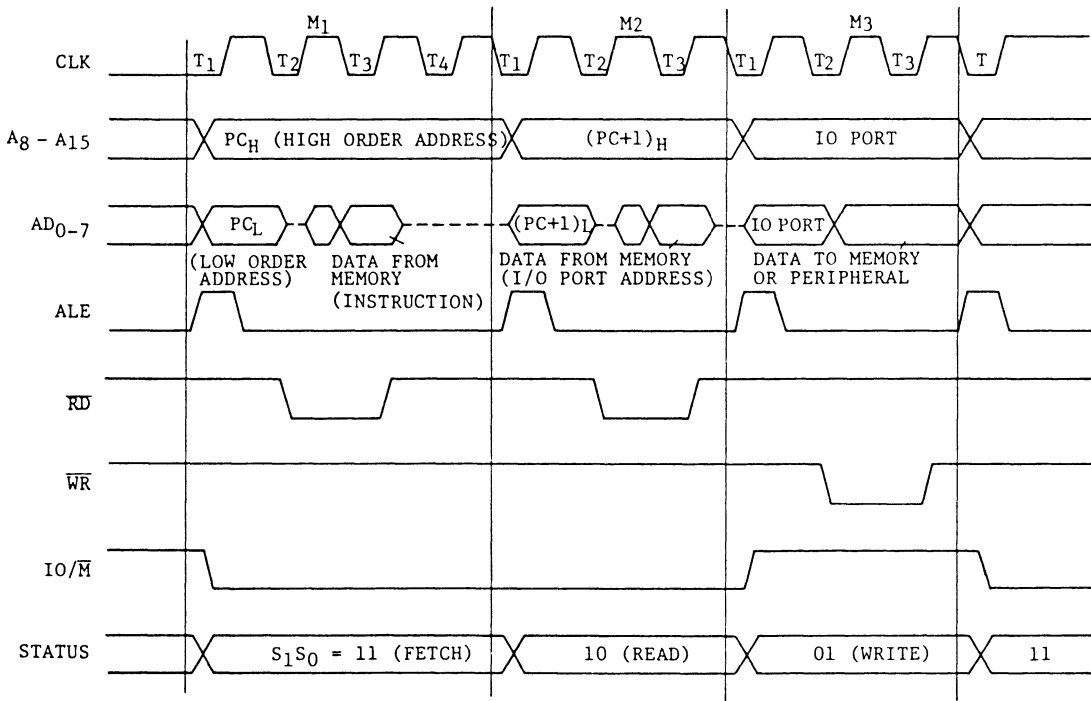 M1 M2 M3
CLK T1 T2 T3 T4 T1 T2 T3 T1 T2 T3 T
A8 - A15 PCH (HIGH ORDER ADDRESS) (PC+1)H IO PORT
AD0-7 PCL (PC+1)L IO PORT
(LOW ORDER ADDRESS)
DATA FROM MEMORY (INSTRUCTION)
DATA FROM MEMORY
(I/O PORT ADDRESS)
DATA TO MEMORY
OR PERIPHERAL
ALE
RD
WR
IO/M
STATUS S1S0 = 11 (FETCH) 10 (READ) 01 (WRITE) 11